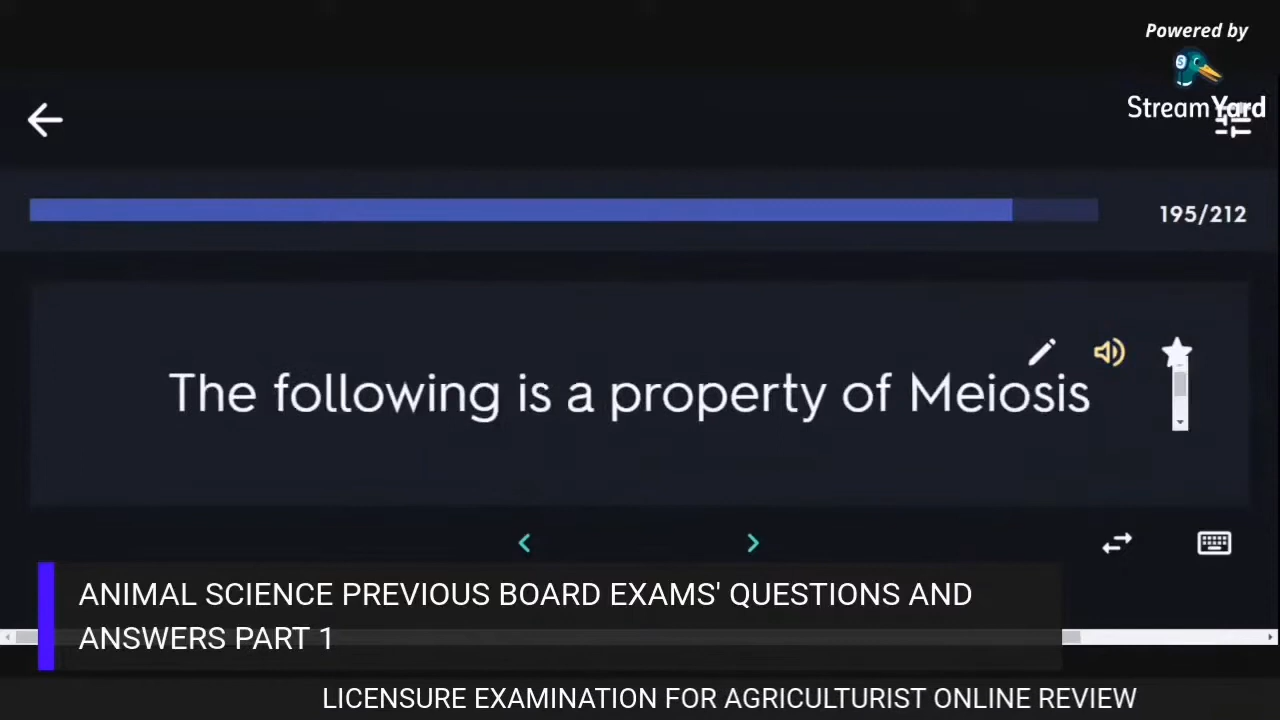 Powered by
StreamYard
195/212
The following is a property of Meiosis
ANIMAL SCIENCE PREVIOUS BOARD EXAMS' QUESTIONS AND
ANSWERS PART 1
LICENSURE EXAMINATION FOR AGRICULTURIST ONLINE REVIEW